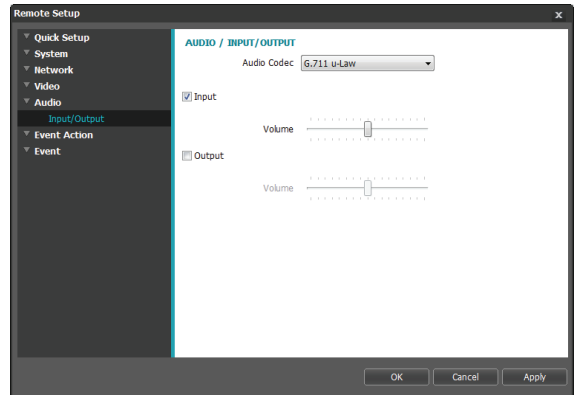 Remote Setup
x
Quick Setup
System
Network
Video
Audio
Input/Output
Event Action
Event
AUDIO / INPUT/OUTPUT
Audio Codec G.711 u-Law
Input
Volume
Output
Volume
OK Cancel Apply